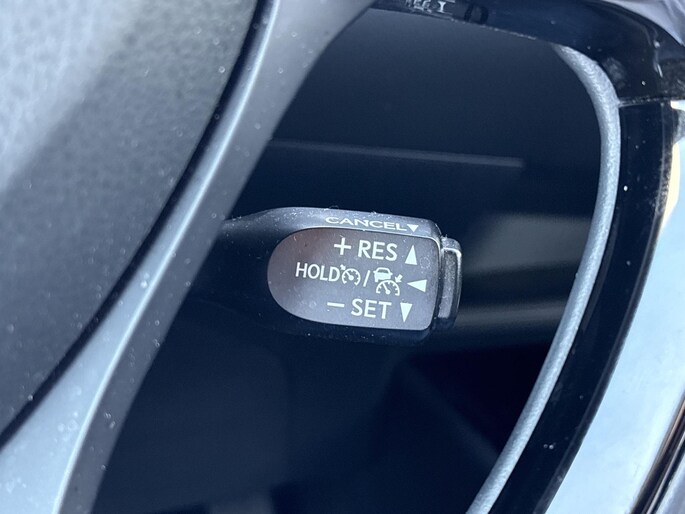 CANCEL▼
+ RES ▲
HOLD / ◀
– SET ▼